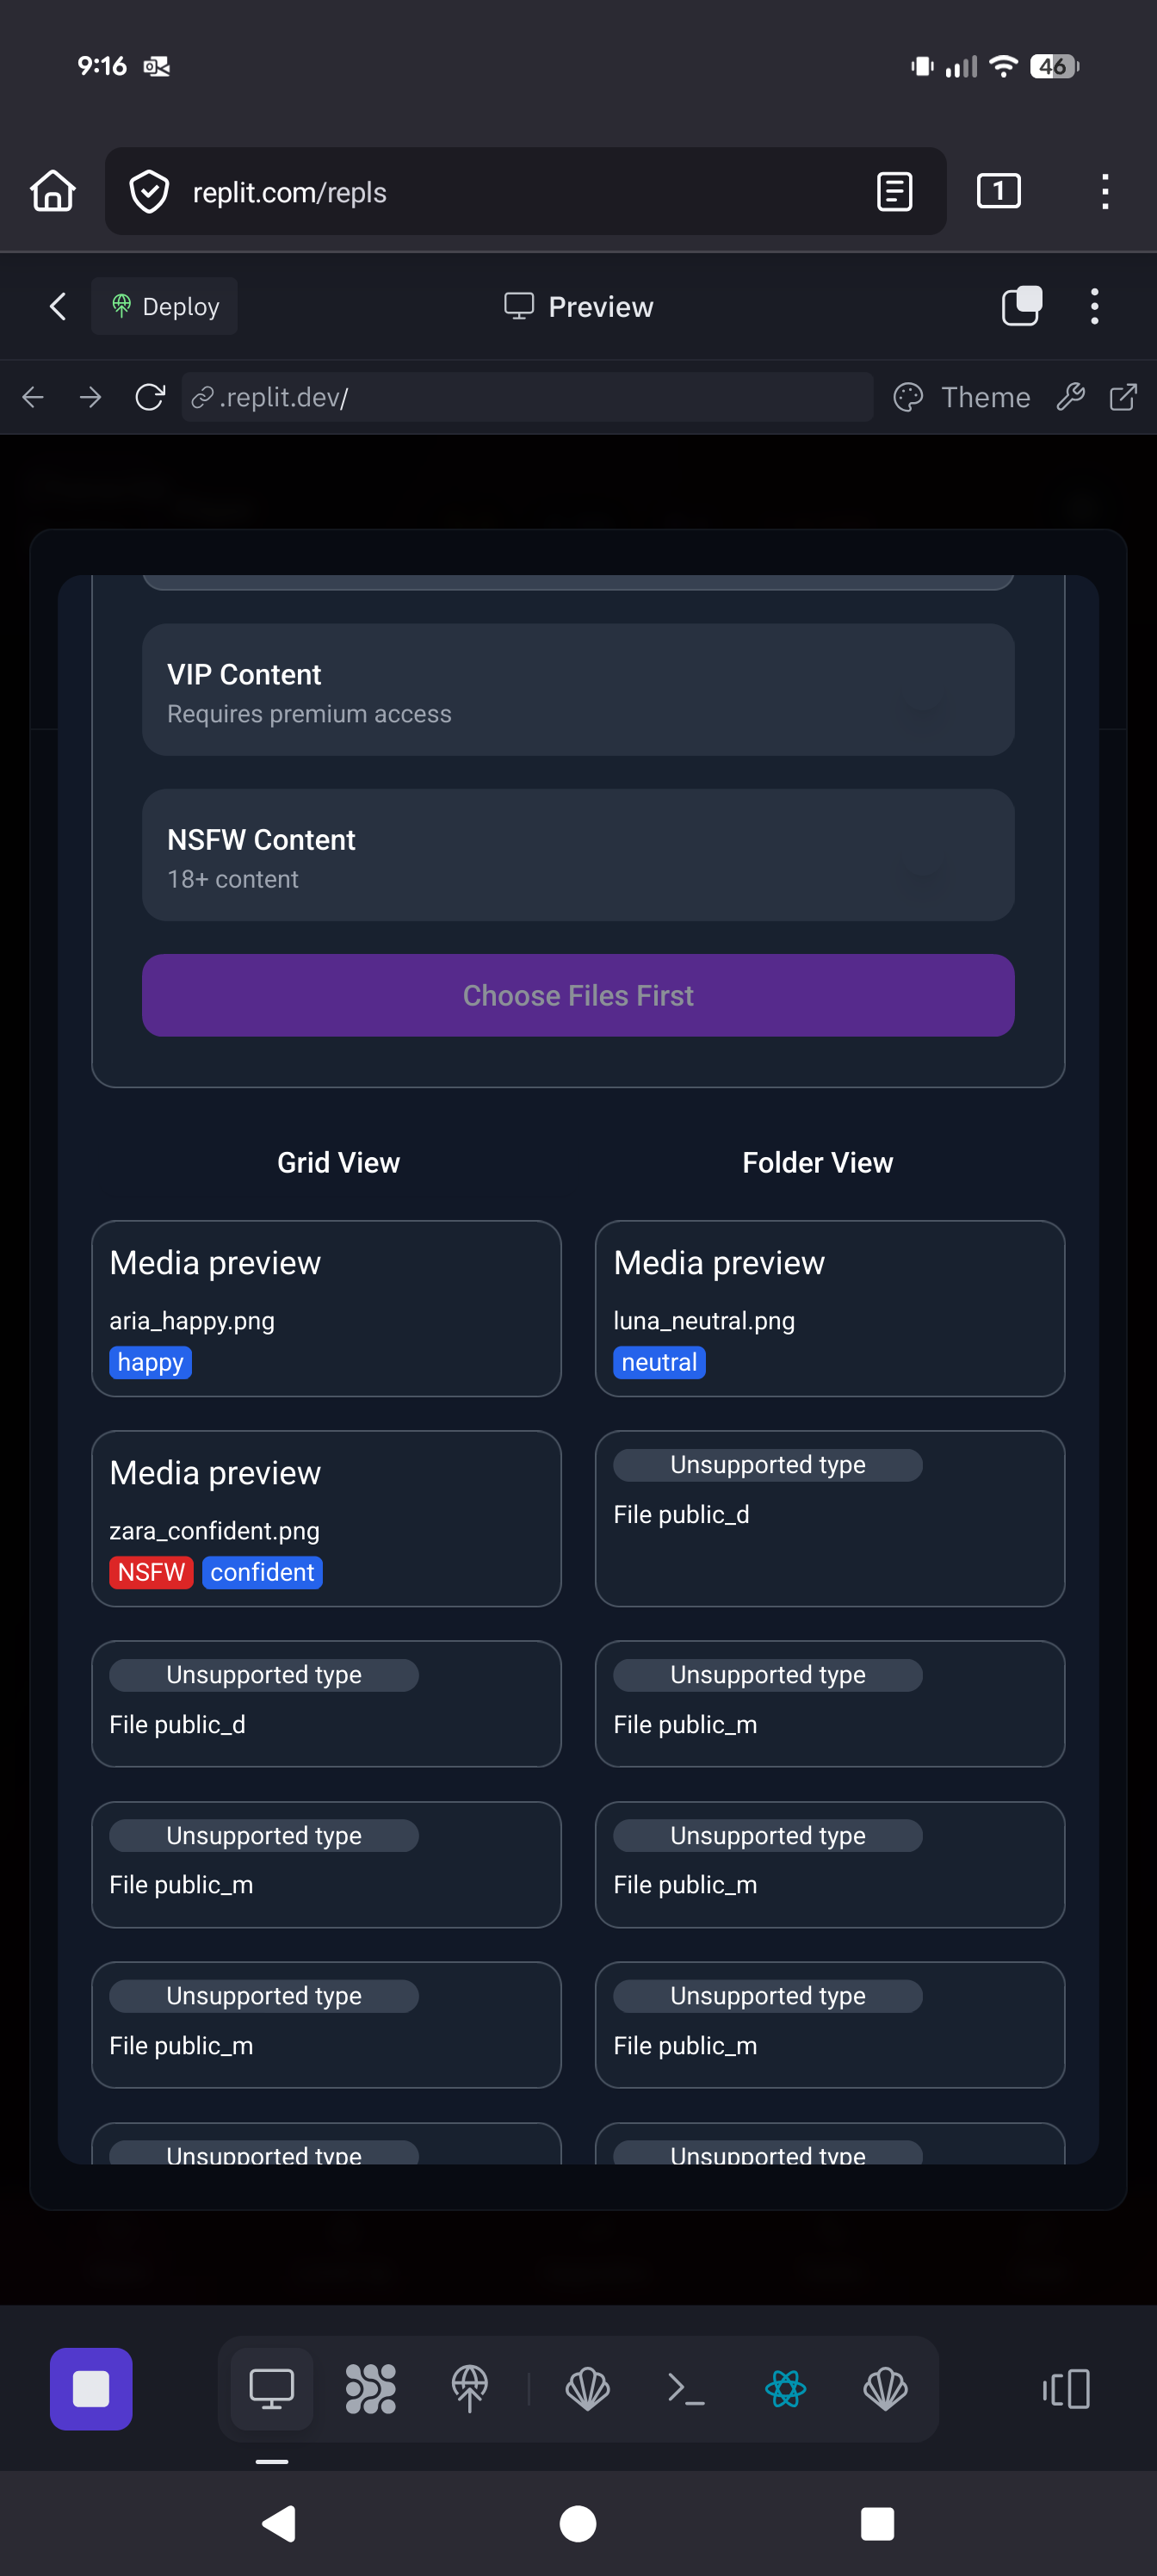 9:16
46
replit.com/repls
1
Deploy
Preview
.replit.dev/
Theme
VIP Content
Requires premium access
NSFW Content
18+ content
Choose Files First
Grid View
Folder View
Media preview
aria_happy.png
happy
Media preview
luna_neutral.png
neutral
Media preview
zara_confident.png
NSFW confident
Unsupported type
File public_d
Unsupported type
File public_d
Unsupported type
File public_m
Unsupported type
File public_m
Unsupported type
File public_m
Unsupported type
File public_m
Unsupported type
File public_m
Unsupported type
Unsupported type